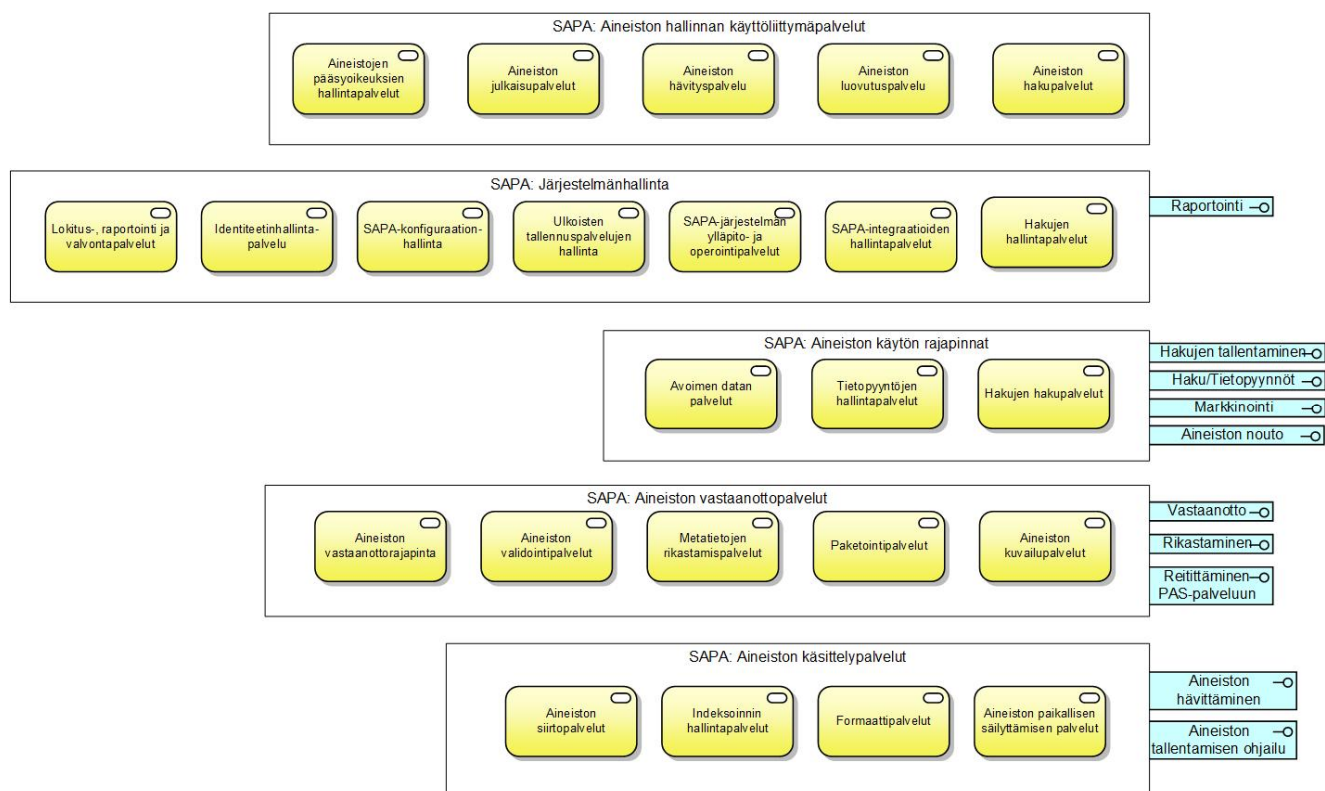 SAPA: Aineiston hallinnan käyttöliittymäpalvelut
Aineistojen
pääsyoikeuksien
hallintapalvelut
Aineiston
julkaisupalvelut
Aineiston
hävityspalvelu
Aineiston
luovutuspalvelu
Aineiston
hakupalvelut
SAPA: Järjestelmänhallinta
Lokitus-, raportointi ja
valvontapalvelut
Identiteetinhallinta-
palvelu
SAPA-konfiguraation-
hallinta
Ulkoisten
tallennuspalvelujen
hallinta
SAPA-järjestelmän
ylläpito- ja
operointipalvelut
SAPA-integraatioiden
hallintapalvelut
Hakujen
hallintapalvelut
Raportointi
SAPA: Aineiston käytön rajapinnat
Avoimen datan
palvelut
Tietopyyntöjen
hallintapalvelut
Hakujen hakupalvelut
Hakujen tallentaminen
Haku/Tietopyynnöt
Markkinointi
Aineiston nouto
SAPA: Aineiston vastaanottopalvelut
Aineiston
vastaanottorajapinta
Aineiston
validointipalvelut
Metatietojen
rikastamispalvelut
Paketointipalvelut
Aineiston
kuvailupalvelut
Vastaanotto
Rikastaminen
Reitittäminen
PAS-palveluun
SAPA: Aineiston käsittelypalvelut
Aineiston
siirtopalvelut
Indeksoinnin
hallintapalvelut
Formaattipalvelut
Aineiston paikallisen
säilyttämisen palvelut
Aineiston
hävittäminen
Aineiston
tallentamisen ohjailu